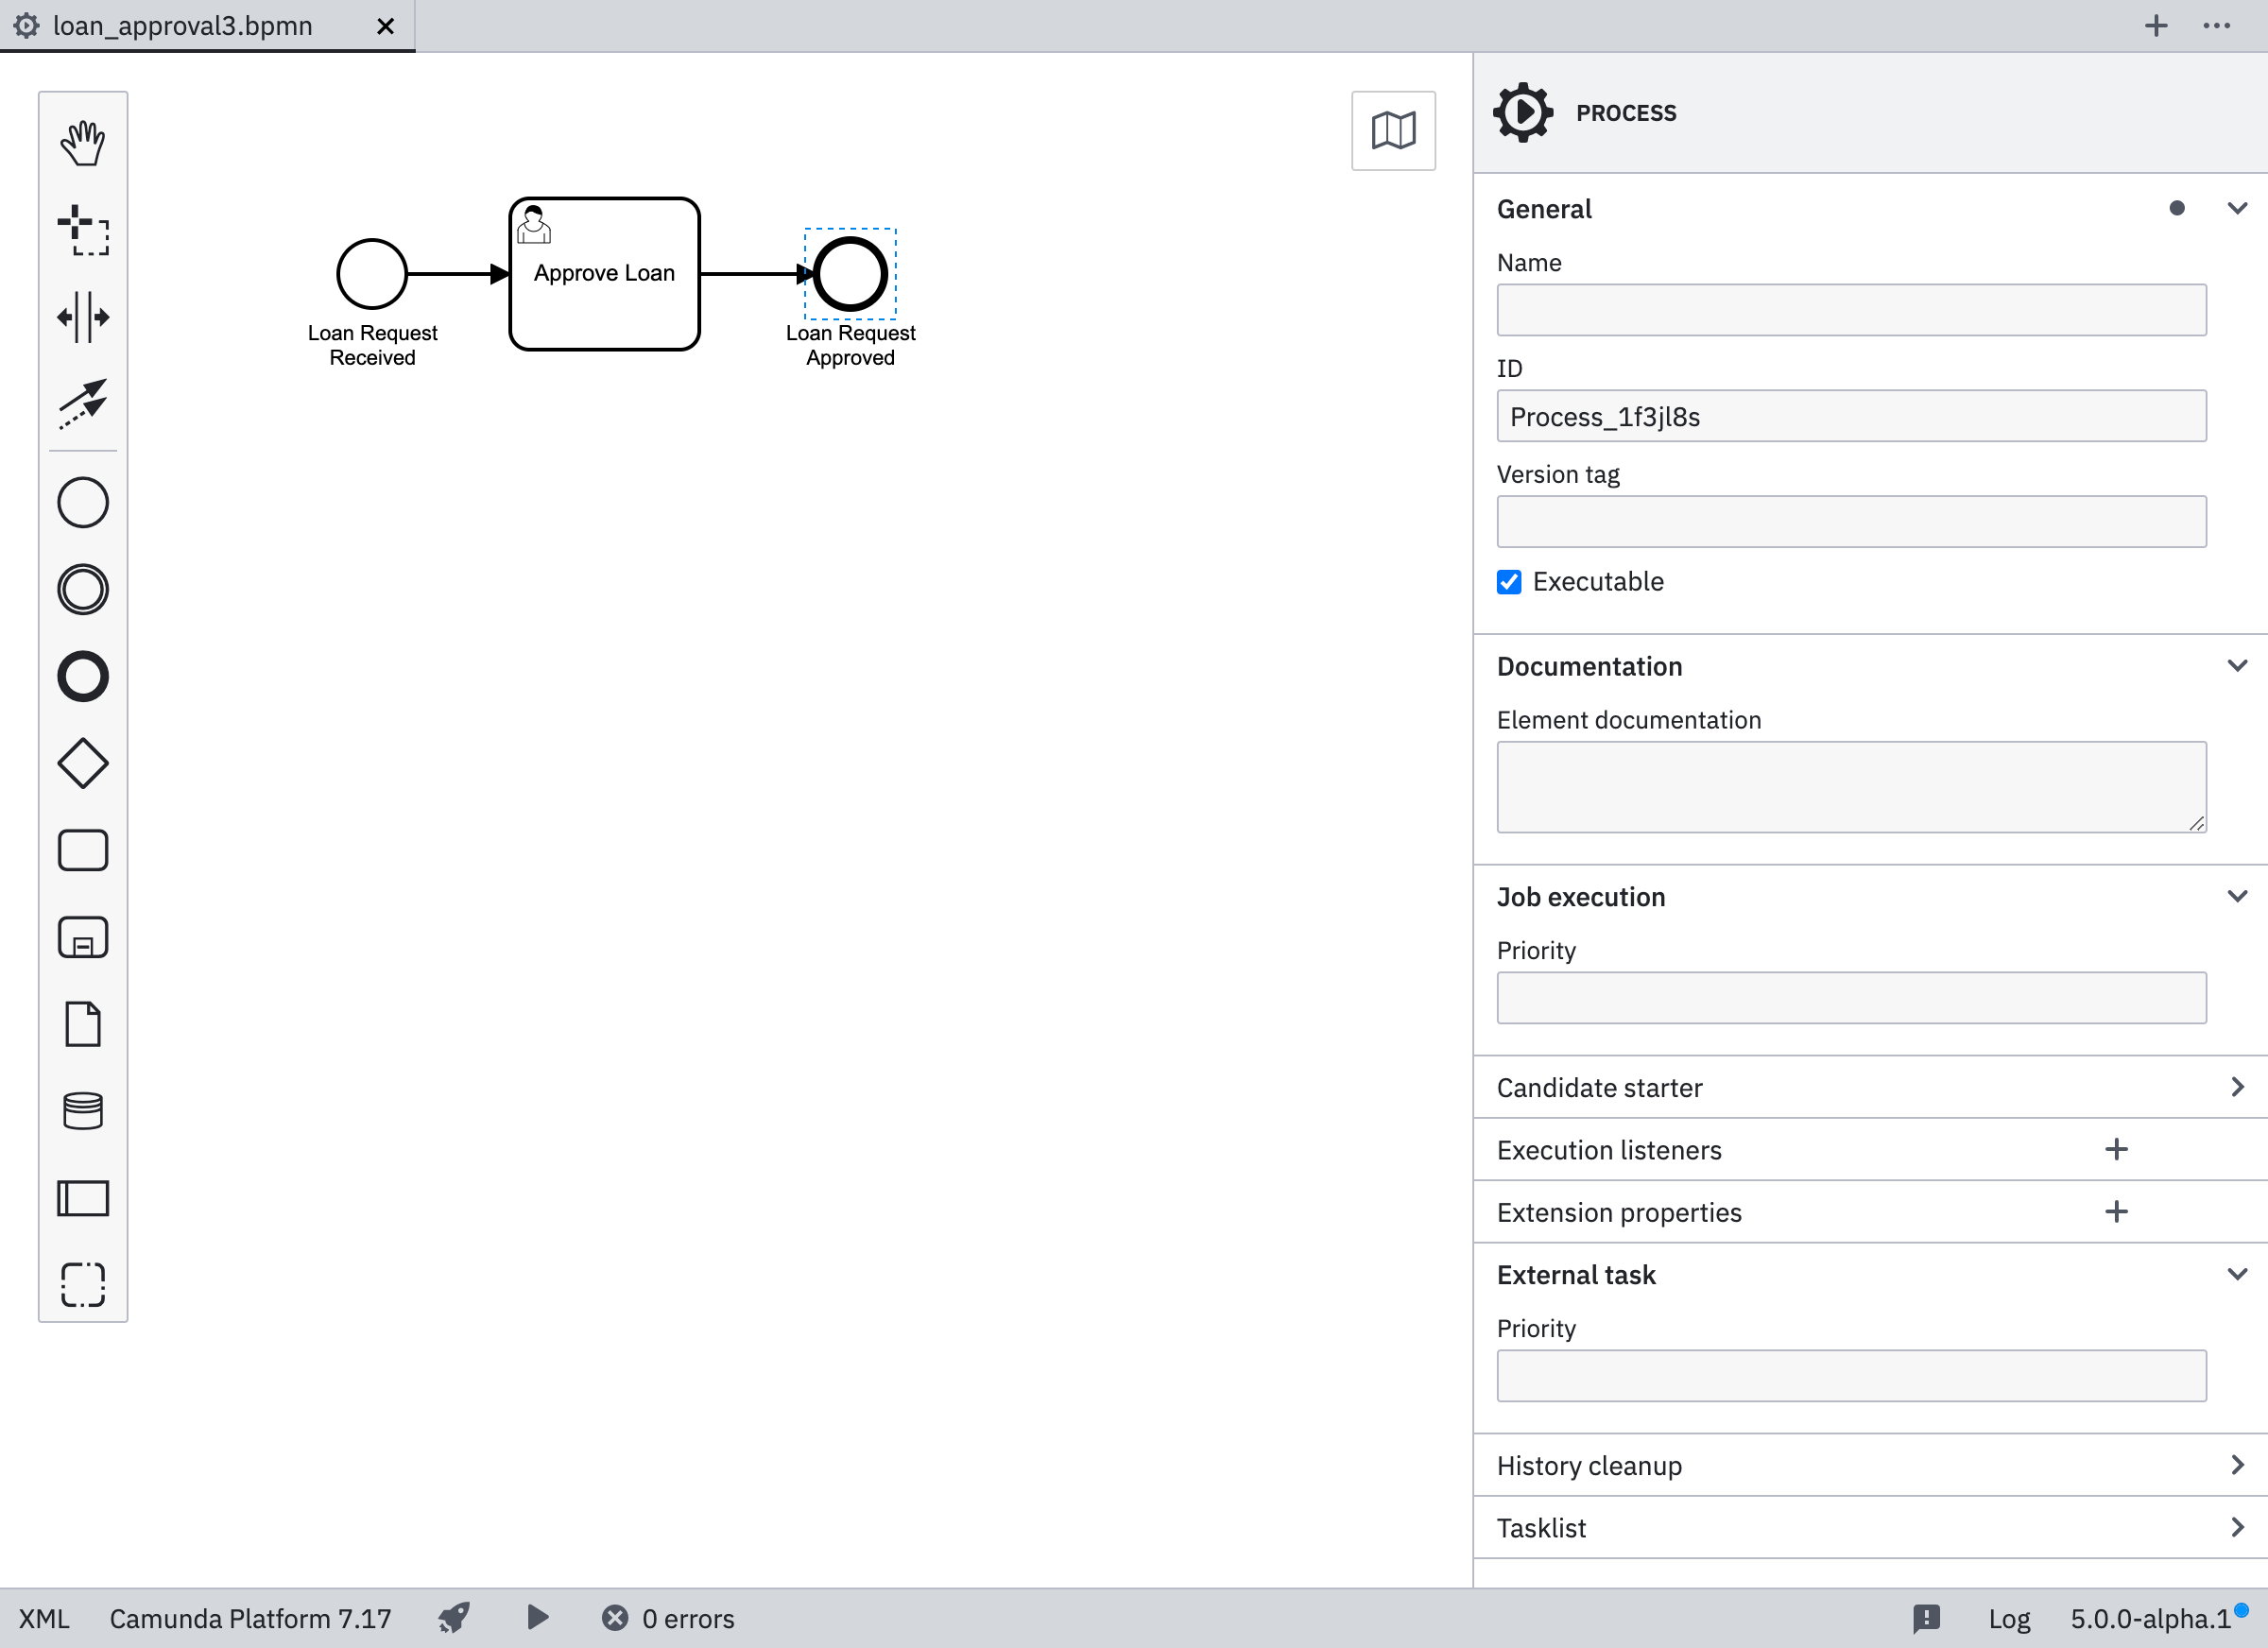 loan_approval3.bpmn
Loan Request
Received
Approve Loan
Loan Request
Approved
PROCESS
General
Name
ID
Process_1f3jl8s
Version tag
Executable
Documentation
Element documentation
Job execution
Priority
Candidate starter
Execution listeners
Extension properties
External task
Priority
History cleanup
Tasklist
XML Camunda Platform 7.17 0 errors Log 5.0.0-alpha.1